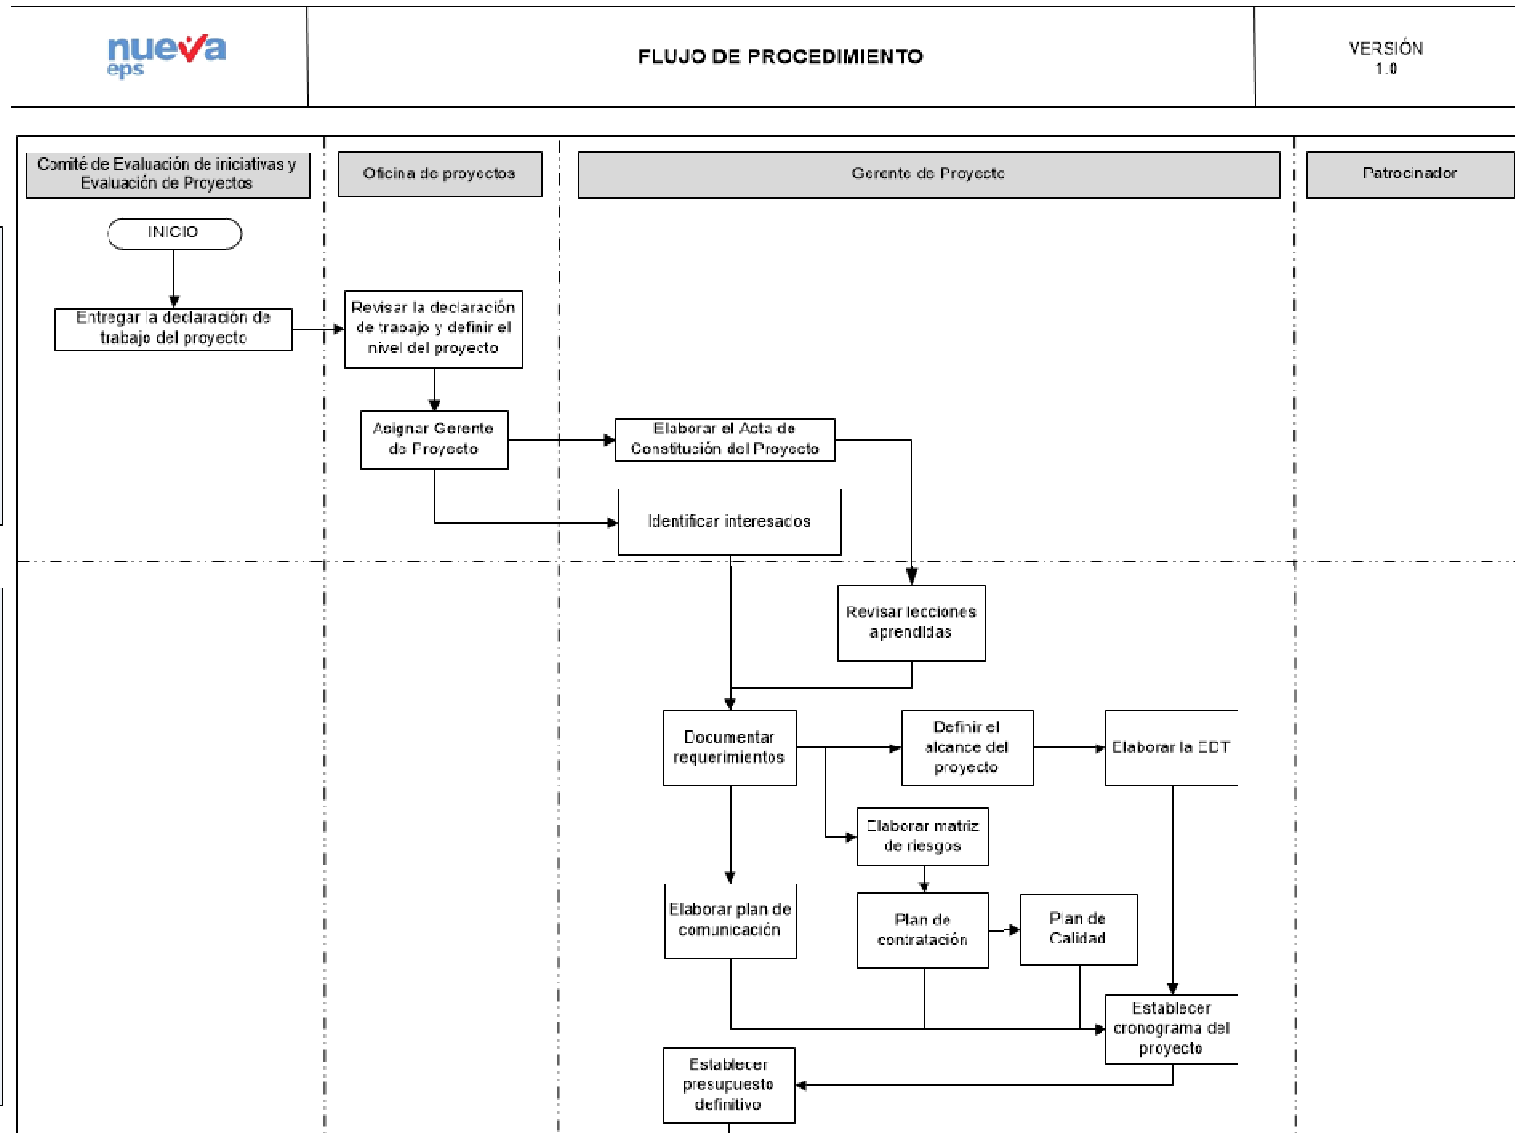 nueva
eps
FLUJO DE PROCEDIMIENTO
VERSIÓN
1.0
Comité de Evaluación de iniciativas y
Evaluación de Proyectos
Oficina de proyectos
Gerente de Proyecto
Patrocinador
INICIO
Entregar la declaración de
trabajo del proyecto
Revisar la declaración
de trabajo y definir el
nivel del proyecto
Asignar Gerente
de Proyecto
Elaborar el Acta de
Constitución del Proyecto
Identificar interesados
Revisar lecciones
aprendidas
Documentar
requerimientos
Definir el
alcance del
proyecto
Elaborar la EDT
Elaborar matriz
de riesgos
Elaborar plan de
comunicación
Plan de
contratación
Plan de
Calidad
Establecer
cronograma del
proyecto
Establecer
presupuesto
definitivo